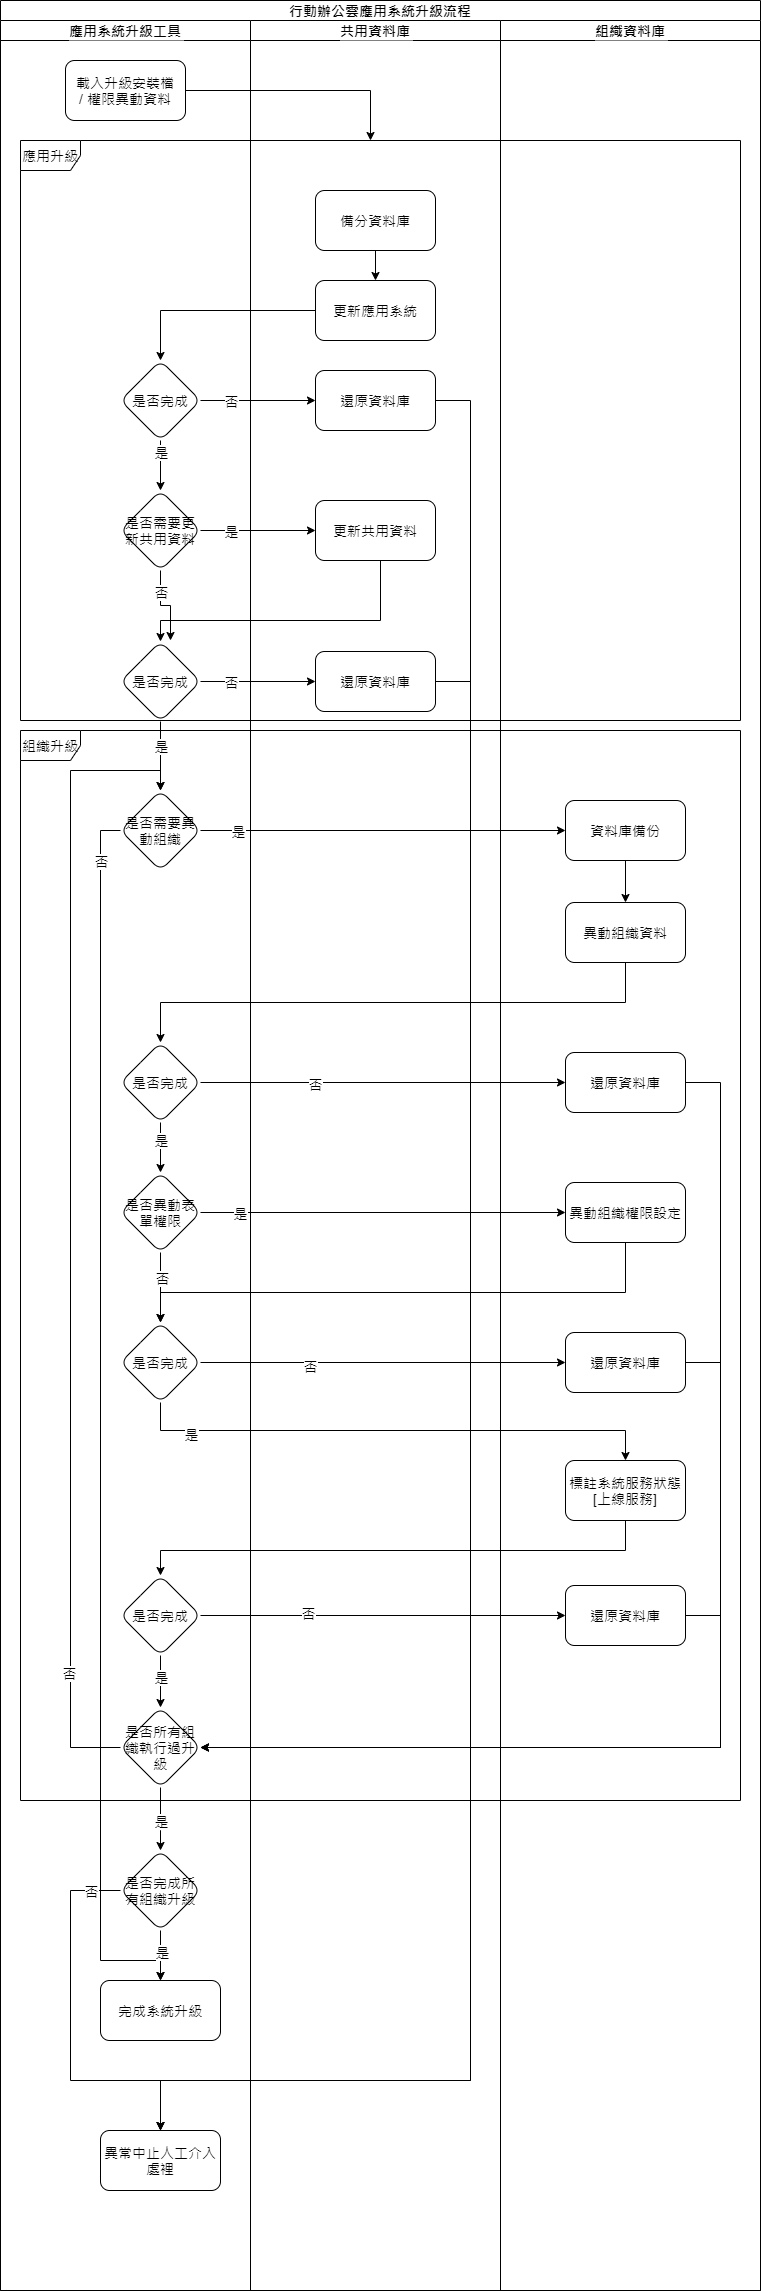 行動辦公雲應用系統升級流程
應用系統升級工具
共用資料庫
組織資料庫
載入升級安裝檔
/ 權限異動資料
應用升級
備分資料庫
更新應用系統
是否完成
否
還原資料庫
是
是否需要更
新共用資料
是
更新共用資料
否
是否完成
否
還原資料庫
組織升級
是
是否需要異
動組織
是
資料庫備份
否
異動組織資料
是否完成
否
還原資料庫
是
是否異動表
單權限
是
異動組織權限設定
否
是否完成
否
還原資料庫
是
標註系統服務狀態
[上線服務]
是否完成
否
還原資料庫
否
是
是否所有組
織執行過升
級
是
是否完成所
有組織升級
否
是
完成系統升級
異常中止人工介入
處裡